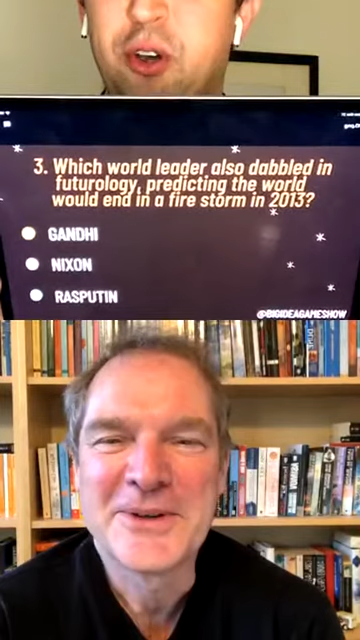 3. Which world leader also dabbled in
futurology, predicting the world
would end in a fire storm in 2013?
GANDHI
NIXON
RASPUTIN
@BIGIDEAGAMESHOW